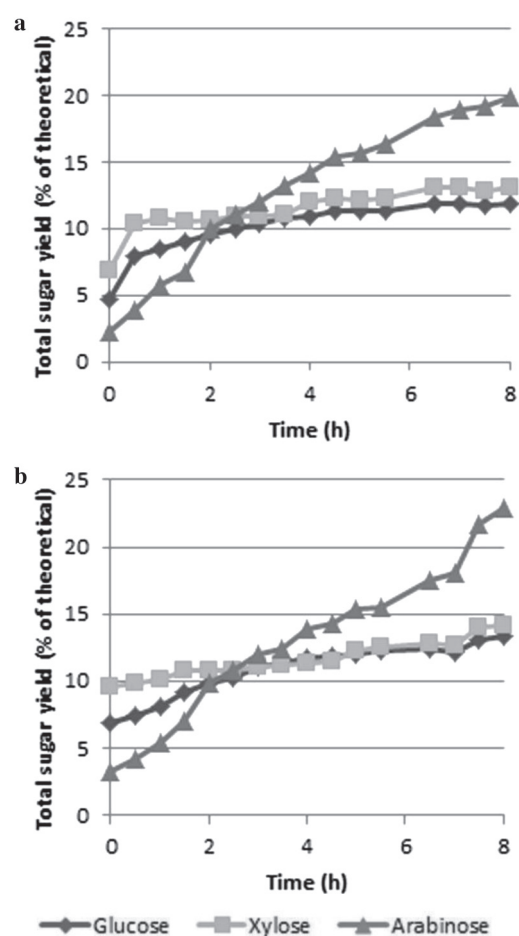 a
Total sugar yield (% of theoretical)
25
20
15
10
5
0
0 2 4 6 8
Time (h)
b
Total sugar yield (% of theoretical)
25
20
15
10
5
0
0 2 4 6 8
Time (h)
Glucose Xylose Arabinose